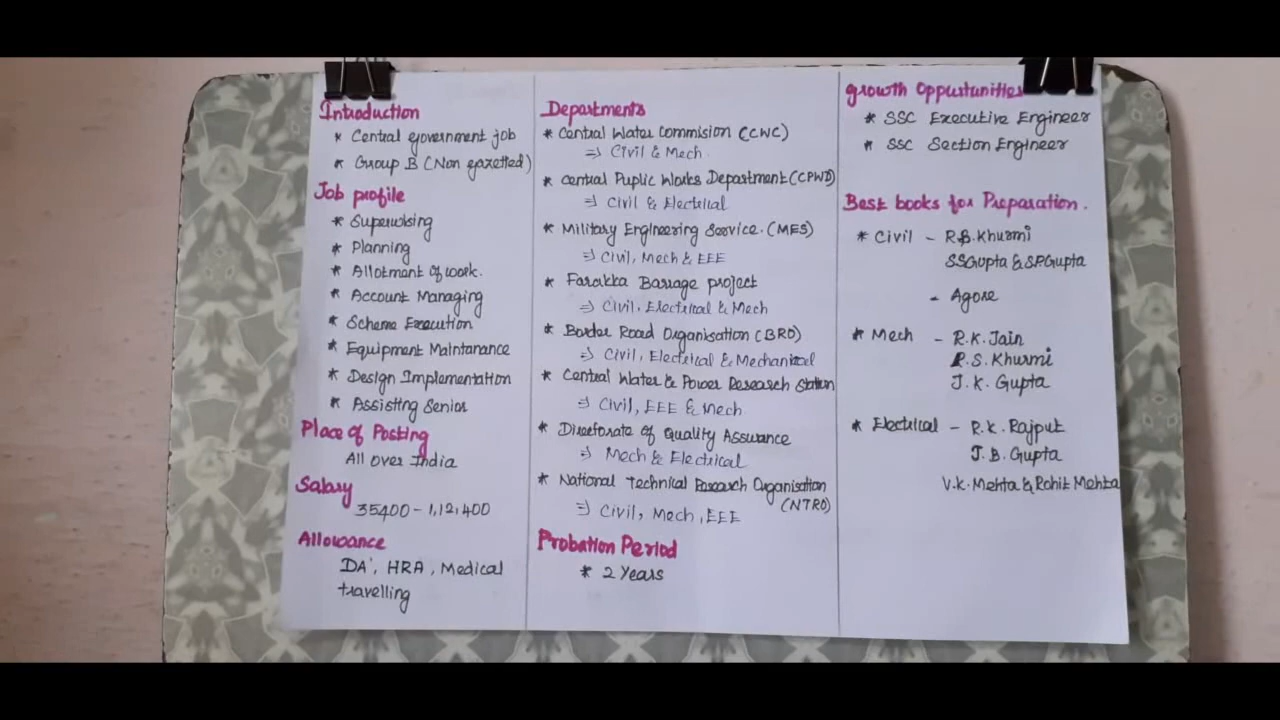 Introduction
* Central government job
* Group B (Non gazetted)
Job profile
* Supervising
* Planning
* Allotment of work.
* Account Managing
* Scheme Execution
* Equipment Maintanance
* Design Implementation
* Assisting Senior
Place of Posting
All over India
Salary
35400 - 1,12,400
Allowance
DA, HRA, Medical
travelling
Departments
* Central Water Commision (CWC)
⇒ Civil & Mech
* Central Puplic Works Department (CPWD)
⇒ Civil & Electrical
* Military Engineering Service. (MES)
⇒ Civil, Mech & EEE
* Farakka Barrage project
⇒ Civil, Electrical & Mech
* Border Road Organisation (BRO)
⇒ Civil, Electrical & Mechanical
* Central Water & Power Research Station
⇒ Civil, EEE & Mech
* Directorate of Quality Assurance
⇒ Mech & Electrical
* National Technical Research Organisation
(NTRO)
⇒ Civil, Mech, EEE
Probation Period
* 2 Years
growth Oppurtunities
* SSC Executive Engineer
* SSC Section Engineer
Best books for Preparation.
* Civil - R.S.Khurmi
SSGupta & SPGupta
- Agore
* Mech - R.K.Jain
R.S.Khurmi
J.K.Gupta
* Electrical - R.K.Rajput
J.B.Gupta
V.K.Mehta & Rohit Mehta